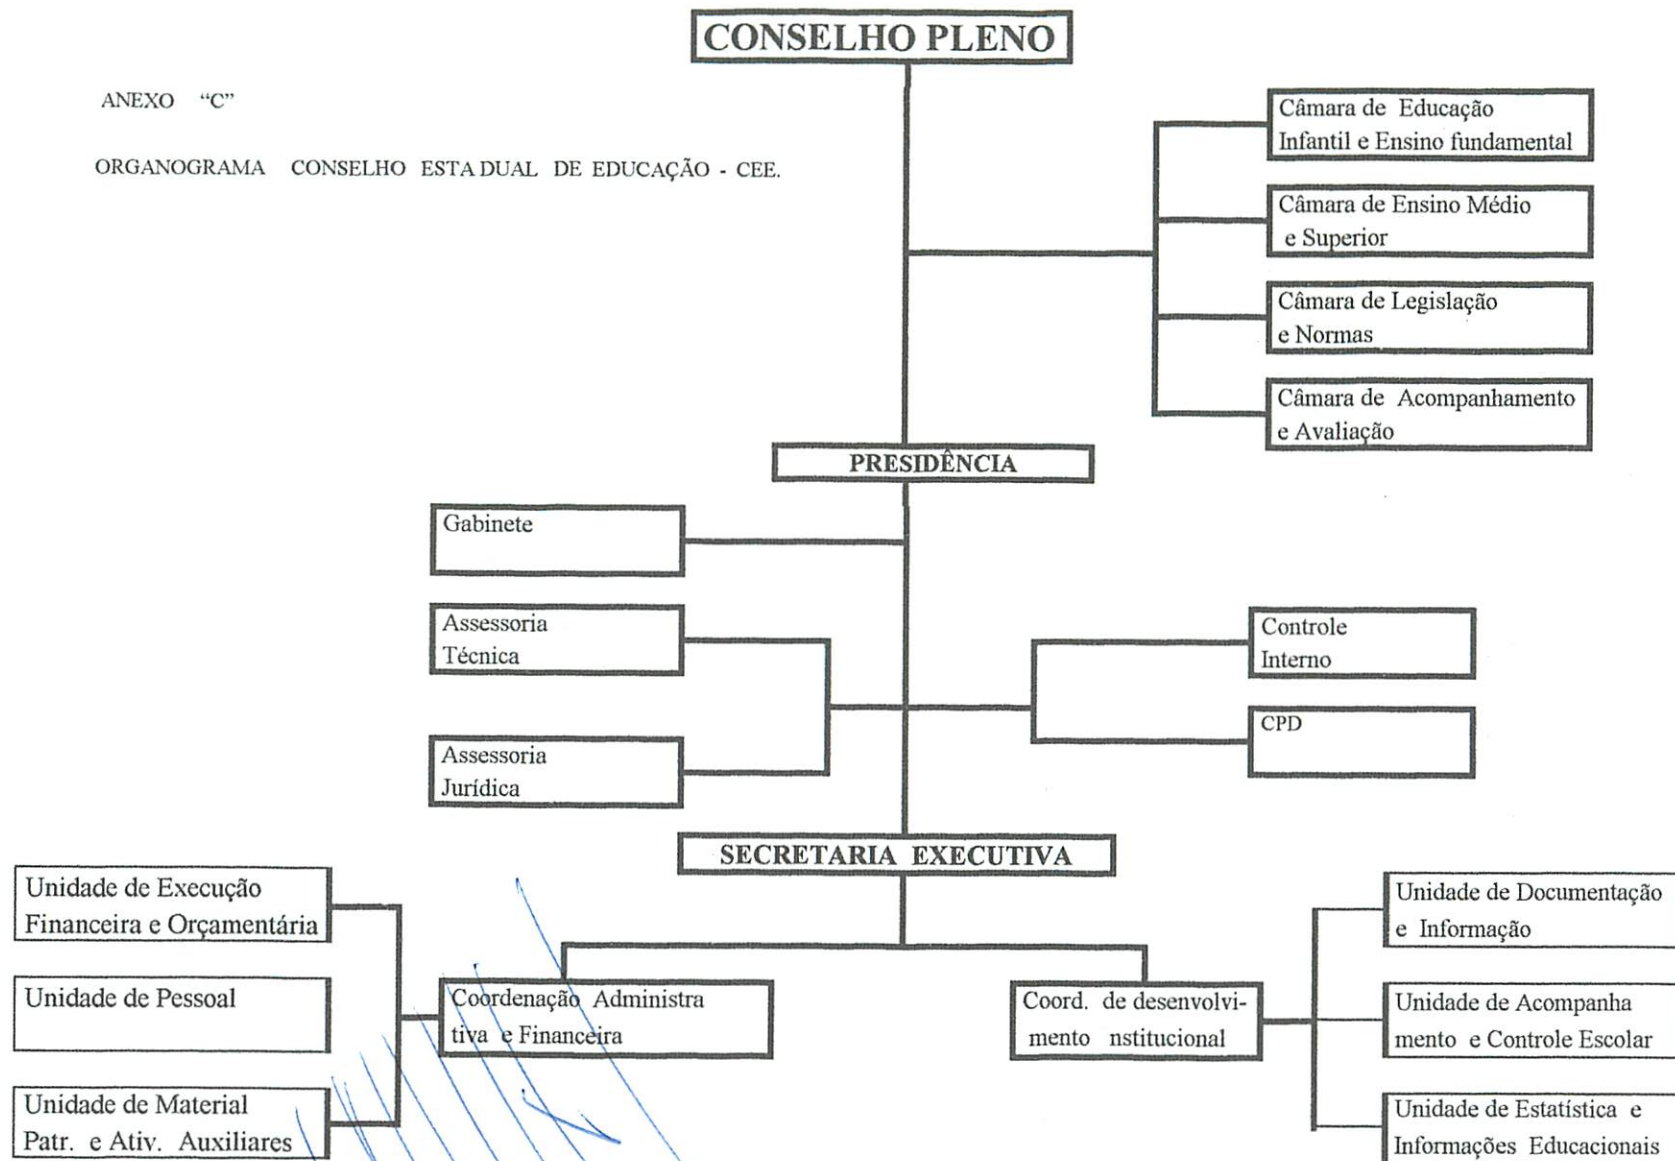 CONSELHO PLENO
ANEXO “C”
ORGANOGRAMA CONSELHO ESTADUAL DE EDUCAÇÃO - CEE.
Câmara de Educação
Infantil e Ensino fundamental
Câmara de Ensino Médio
e Superior
Câmara de Legislação
e Normas
Câmara de Acompanhamento
e Avaliação
PRESIDÊNCIA
Gabinete
Assessoria
Técnica
Assessoria
Jurídica
Controle
Interno
CPD
SECRETARIA EXECUTIVA
Unidade de Execução
Financeira e Orçamentária
Unidade de Pessoal
Unidade de Material
Patr. e Ativ. Auxiliares
Coordenação Administra
tiva e Financeira
Coord. de desenvolvi-
mento nstitucional
Unidade de Documentação
e Informação
Unidade de Acompanha
mento e Controle Escolar
Unidade de Estatística e
Informações Educacionais